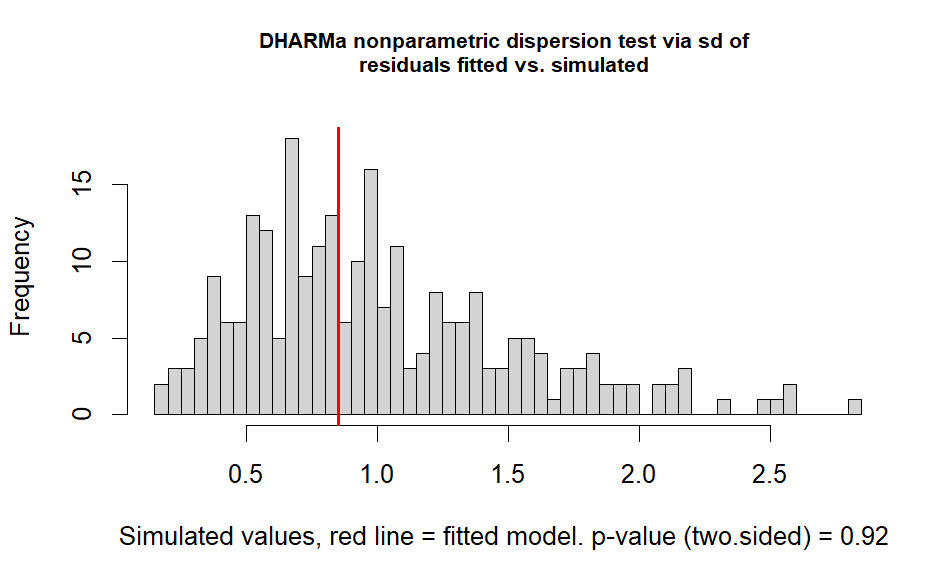 DHARMa nonparametric dispersion test via sd of
residuals fitted vs. simulated
Frequency
15
10
5
0
0.5 1.0 1.5 2.0 2.5
Simulated values, red line = fitted model. p-value (two.sided) = 0.92